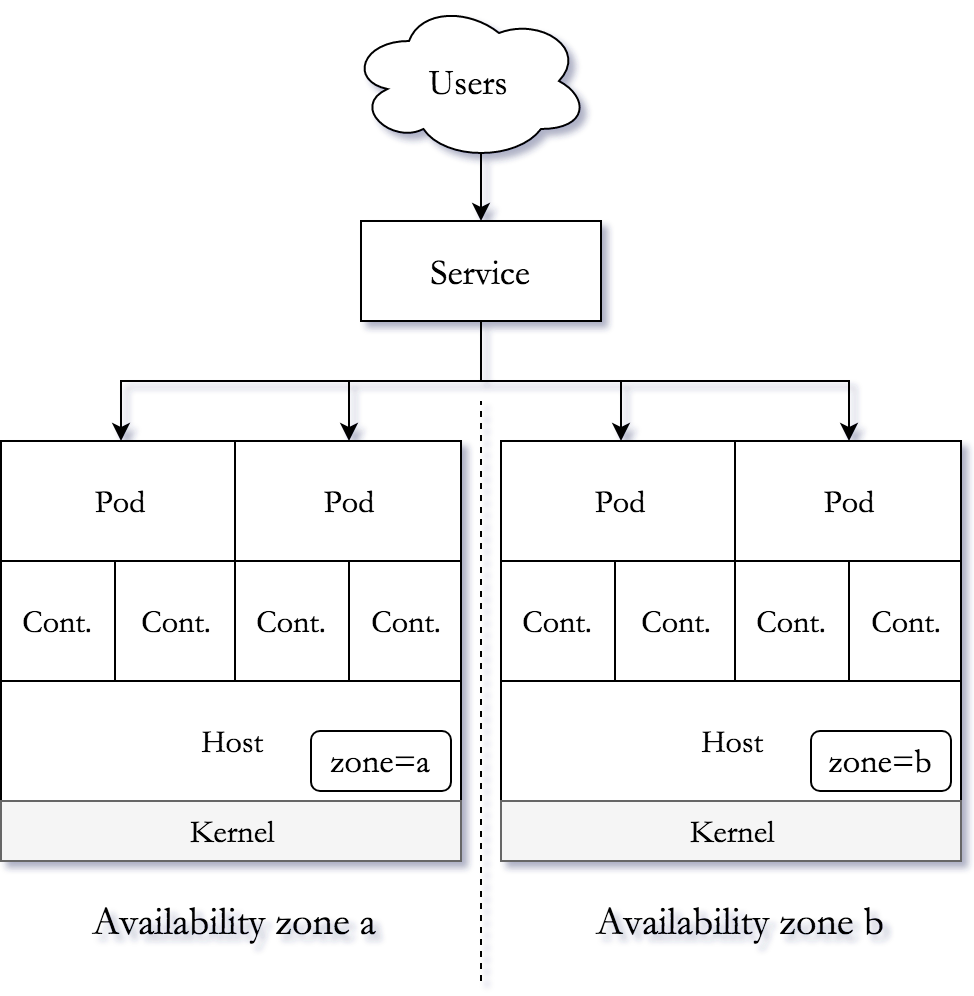 Users
Service
Pod Pod Pod Pod
Cont. Cont. Cont. Cont. Cont. Cont. Cont. Cont.
Host Host
zone=a zone=b
Kernel Kernel
Availability zone a Availability zone b